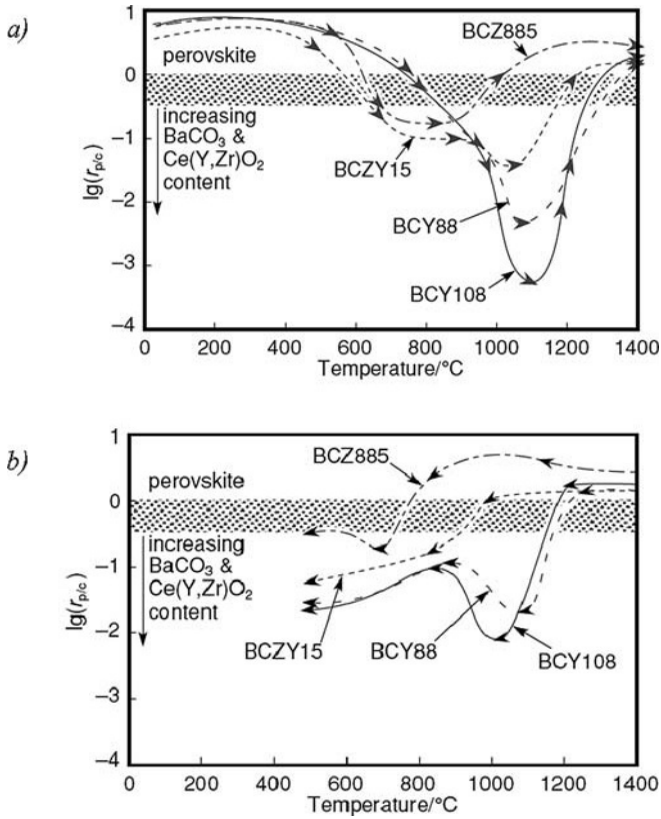 a)
1
BCZ885
perovskite
0
increasing
BaCO₃ &
Ce(Y,Zr)O₂
content
-1
BCZY15
lg(rₚ/c)
-2
BCY88
-3
BCY108
-4
0 200 400 600 800 1000 1200 1400
Temperature/°C
b)
1
BCZ885
perovskite
0
increasing
BaCO₃ &
Ce(Y,Zr)O₂
content
-1
lg(rₚ/c)
-2
BCZY15
BCY88
BCY108
-3
-4
0 200 400 600 800 1000 1200 1400
Temperature/°C